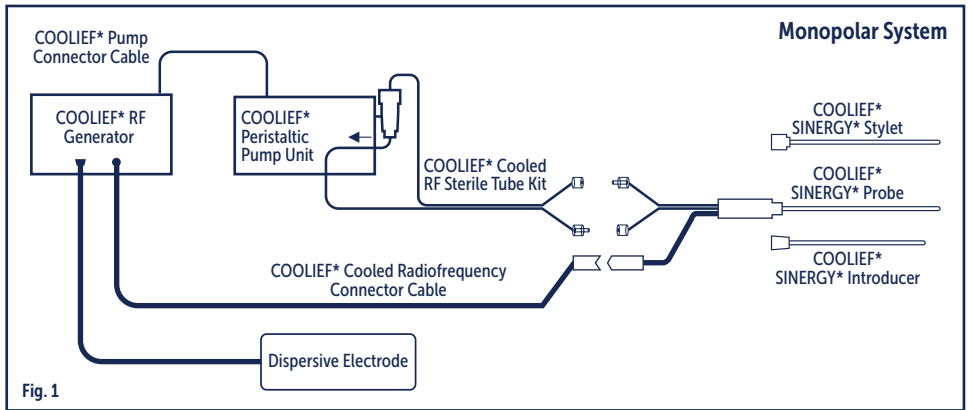 Monopolar System
COOLIEF* Pump
Connector Cable
COOLIEF* RF
Generator
COOLIEF*
Peristaltic
Pump Unit
COOLIEF* Cooled
RF Sterile Tube Kit
COOLIEF*
SINERGY* Stylet
COOLIEF*
SINERGY* Probe
COOLIEF*
SINERGY* Introducer
COOLIEF* Cooled Radiofrequency
Connector Cable
Dispersive Electrode
Fig. 1